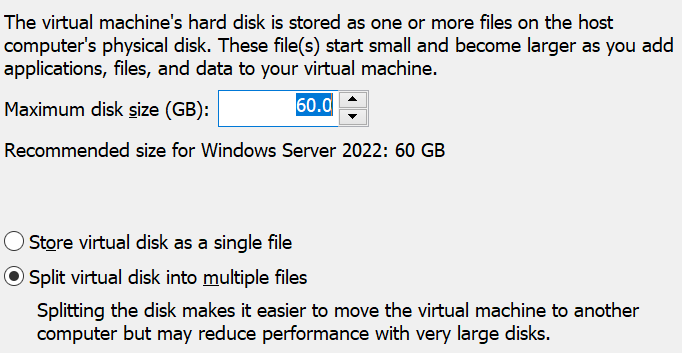 The virtual machine's hard disk is stored as one or more files on the host
computer's physical disk. These file(s) start small and become larger as you add
applications, files, and data to your virtual machine.
Maximum disk size (GB): 60.0
Recommended size for Windows Server 2022: 60 GB
Store virtual disk as a single file
Split virtual disk into multiple files
Splitting the disk makes it easier to move the virtual machine to another
computer but may reduce performance with very large disks.